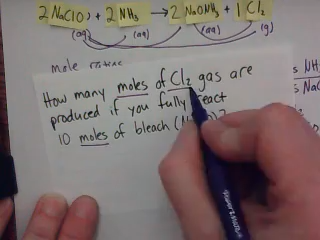 2 NaClO + 2 NH₃ → 2 NaONH₃ + 1 Cl₂
(aq) (aq) (aq) (g)
mole
How many moles of Cl₂ gas are
produced if you fully react
10 moles of bleach